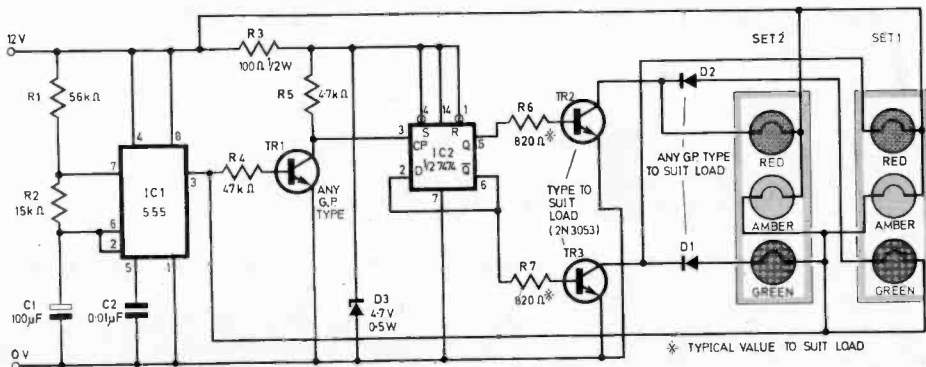 12V
R1
56kΩ
R2
15kΩ
C1
100µF
0V
C2
0.01µF
4
8
7
6
2
5
1
3
IC1
555
R3
100Ω 1/2W
R4
47kΩ
R5
4.7kΩ
TR1
ANY
G.P.
TYPE
D3
4.7V
0.5W
4
14
1
S
R
3
CP
Q
5
IC2
1/2 7474
2
D
Q̅
6
7
R6
820Ω*
R7
820Ω*
TR2
TYPE TO
SUIT
LOAD
(2N3053)
TR3
D2
ANY G.P. TYPE
TO SUIT LOAD
D1
SET 2
RED
AMBER
GREEN
SET 1
RED
AMBER
GREEN
* TYPICAL VALUE TO SUIT LOAD